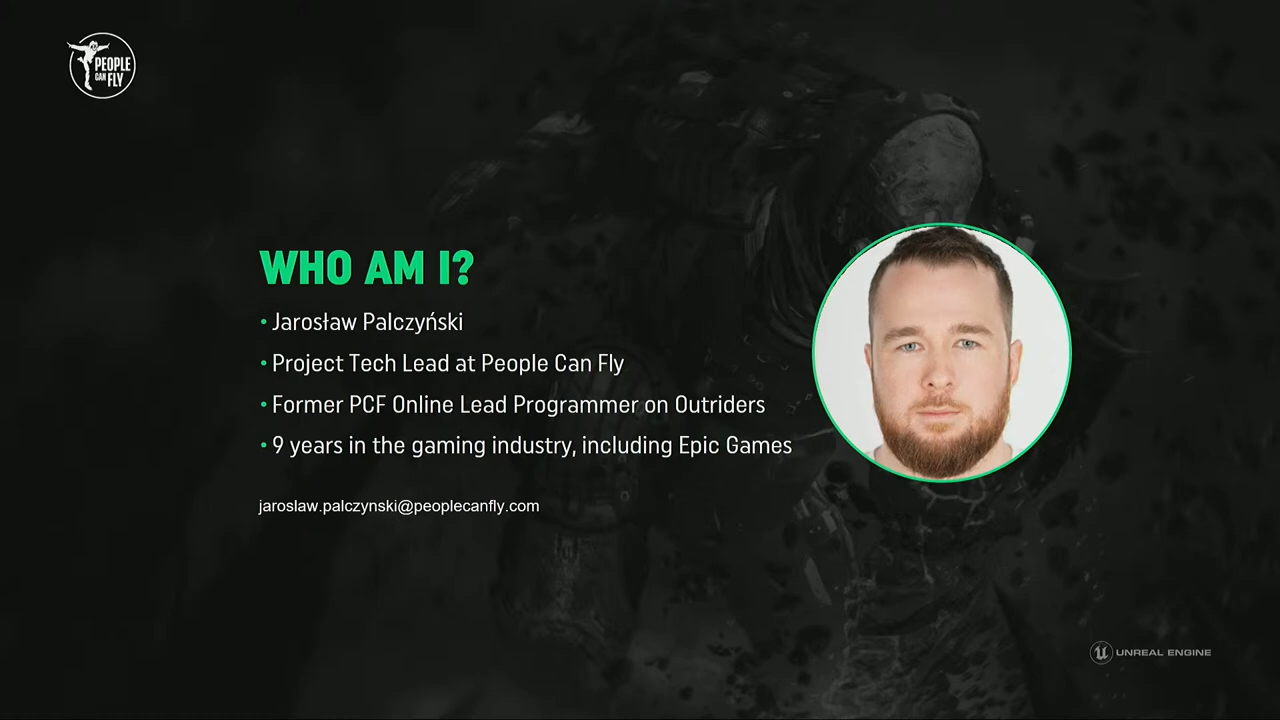 PEOPLE
CAN FLY
WHO AM I?
• Jarosław Palczyński
• Project Tech Lead at People Can Fly
• Former PCF Online Lead Programmer on Outriders
• 9 years in the gaming industry, including Epic Games
jaroslaw.palczynski@peoplecanfly.com
UNREAL ENGINE